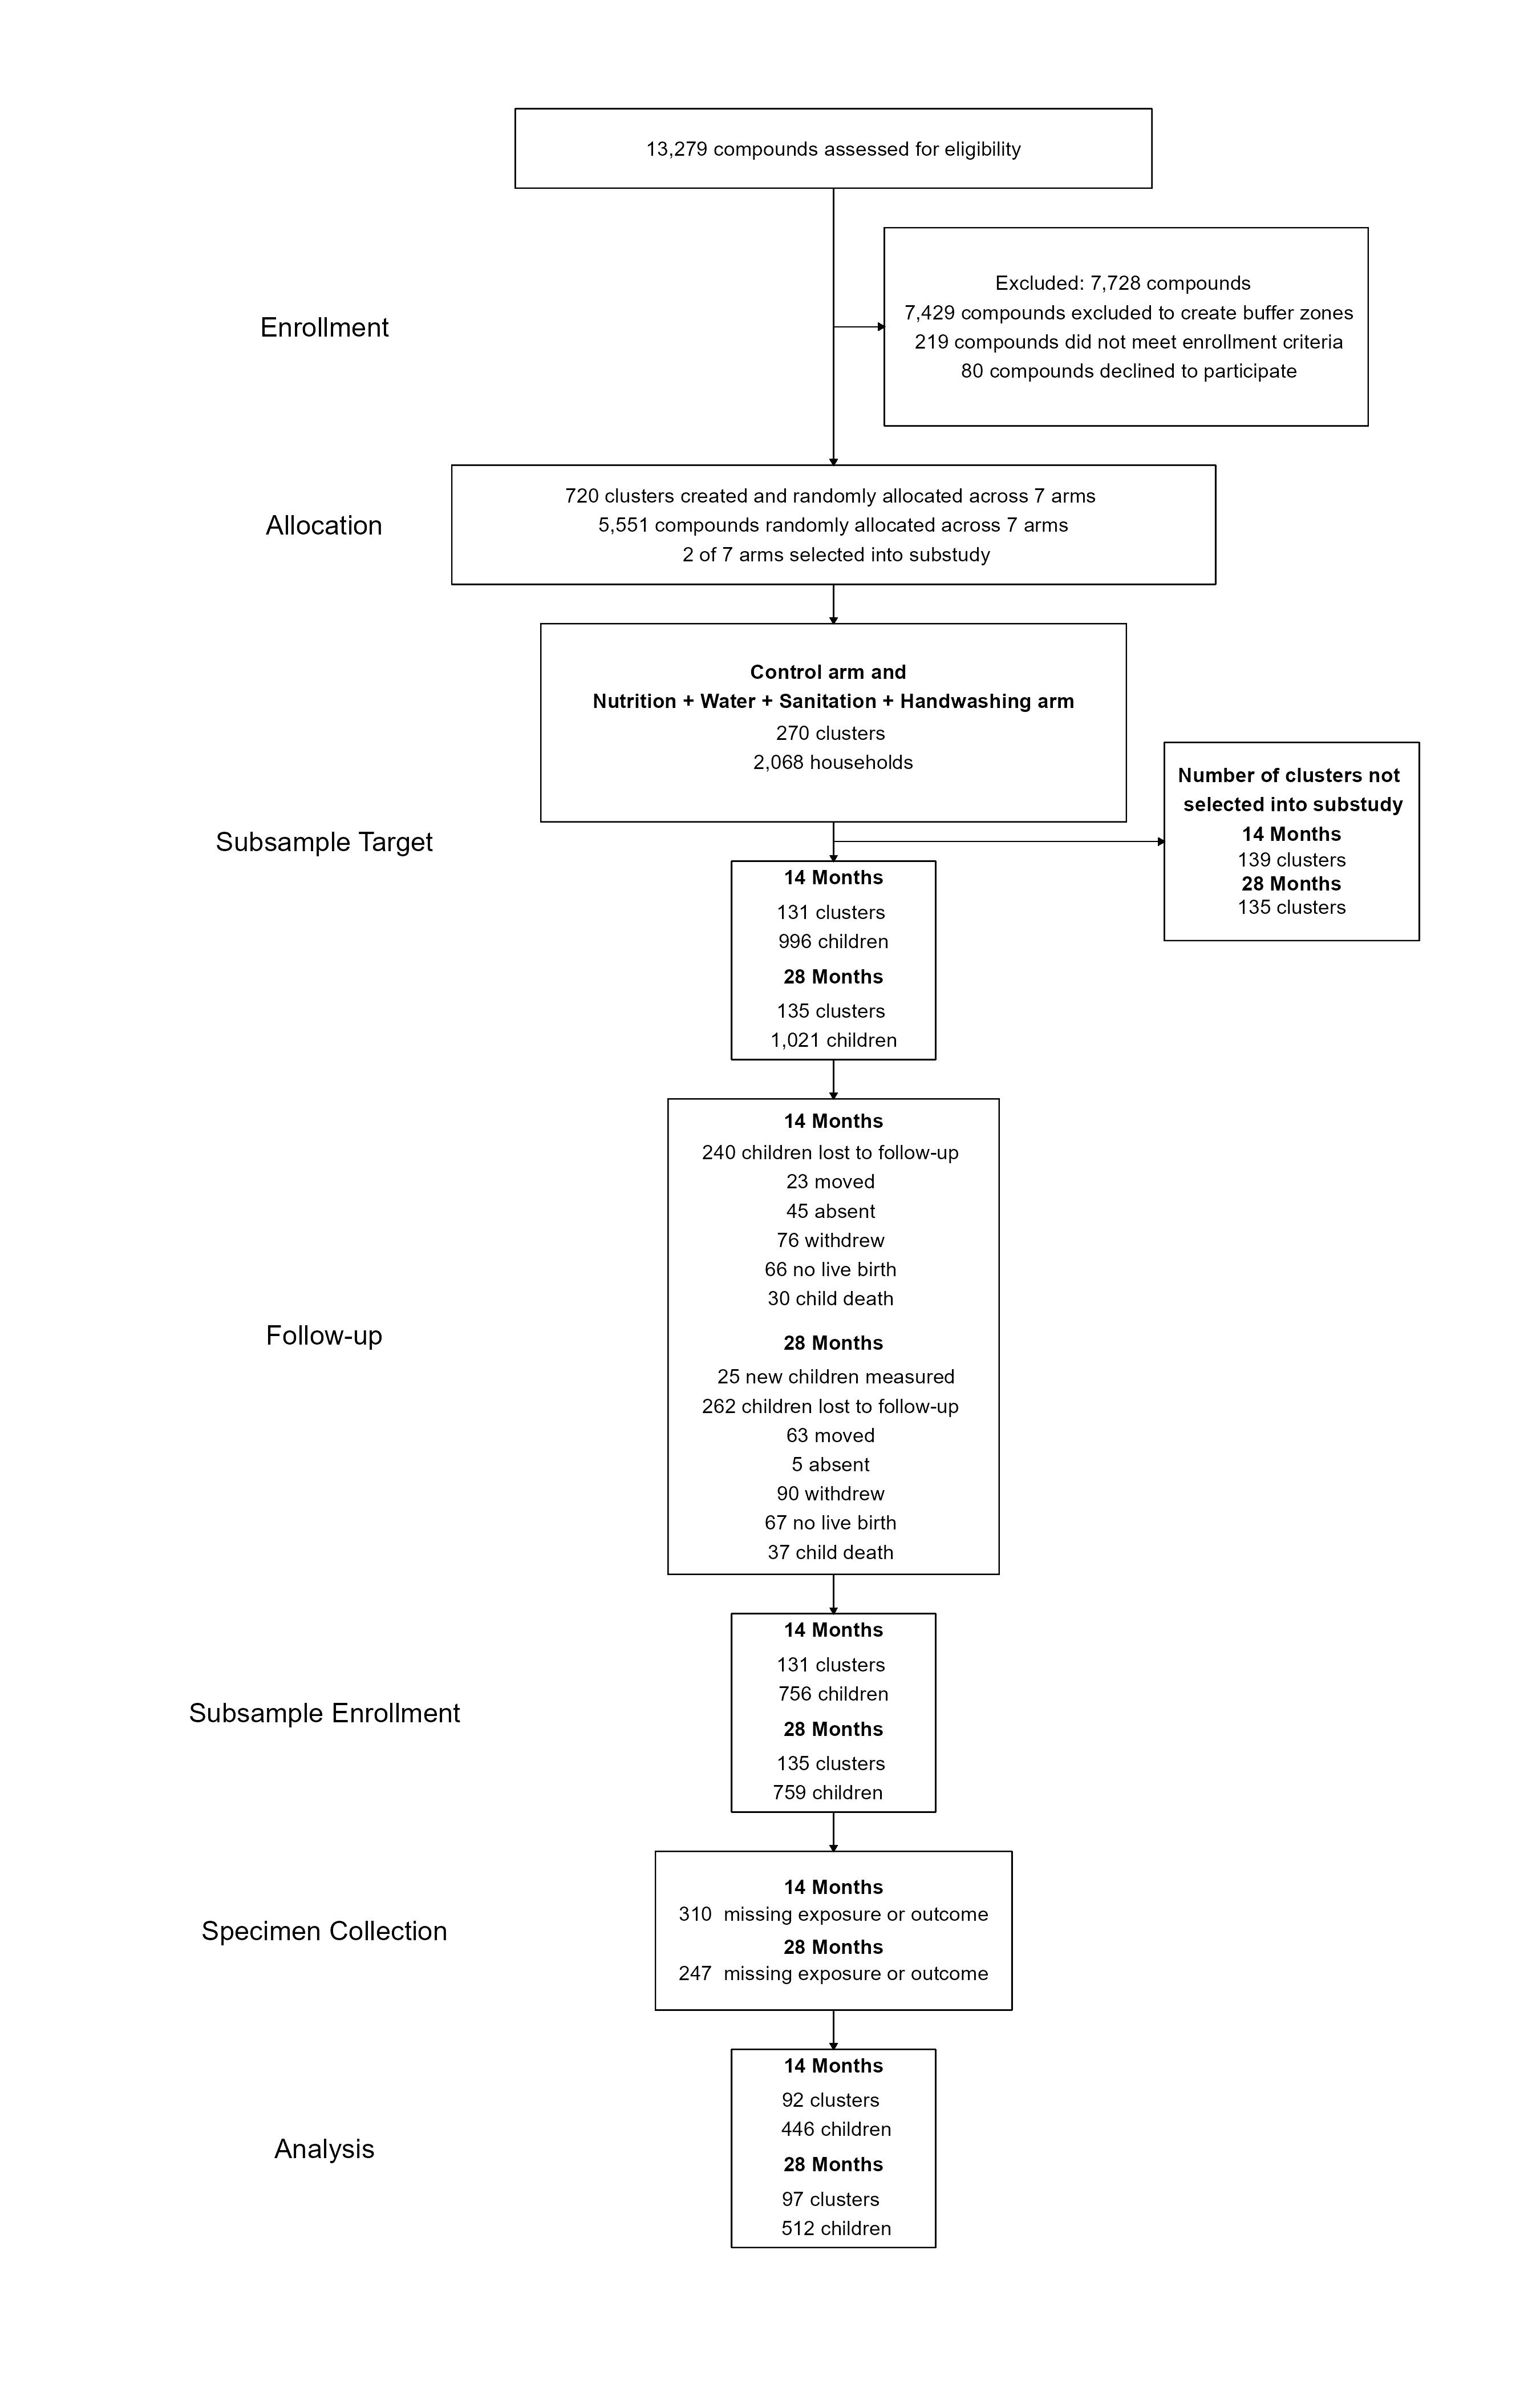 13,279 compounds assessed for eligibility
Enrollment
Excluded: 7,728 compounds
7,429 compounds excluded to create buffer zones
219 compounds did not meet enrollment criteria
80 compounds declined to participate
Allocation
720 clusters created and randomly allocated across 7 arms
5,551 compounds randomly allocated across 7 arms
2 of 7 arms selected into substudy
Control arm and
Nutrition + Water + Sanitation + Handwashing arm
270 clusters
2,068 households
Number of clusters not
selected into substudy
14 Months
139 clusters
28 Months
135 clusters
Subsample Target
14 Months
131 clusters
996 children
28 Months
135 clusters
1,021 children
Follow-up
14 Months
240 children lost to follow-up
23 moved
45 absent
76 withdrew
66 no live birth
30 child death
28 Months
25 new children measured
262 children lost to follow-up
63 moved
5 absent
90 withdrew
67 no live birth
37 child death
Subsample Enrollment
14 Months
131 clusters
756 children
28 Months
135 clusters
759 children
Specimen Collection
14 Months
310 missing exposure or outcome
28 Months
247 missing exposure or outcome
Analysis
14 Months
92 clusters
446 children
28 Months
97 clusters
512 children